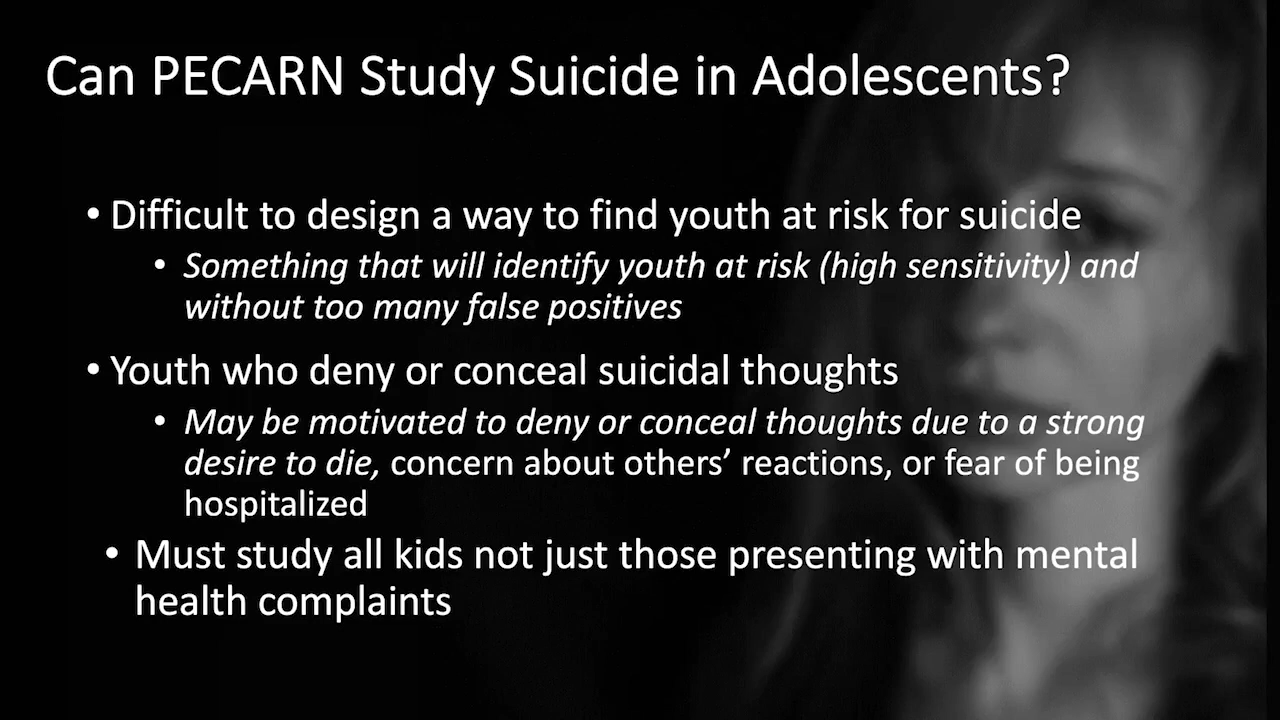 Can PECARN Study Suicide in Adolescents?
• Difficult to design a way to find youth at risk for suicide
• Something that will identify youth at risk (high sensitivity) and
without too many false positives
• Youth who deny or conceal suicidal thoughts
• May be motivated to deny or conceal thoughts due to a strong
desire to die, concern about others’ reactions, or fear of being
hospitalized
• Must study all kids not just those presenting with mental
health complaints